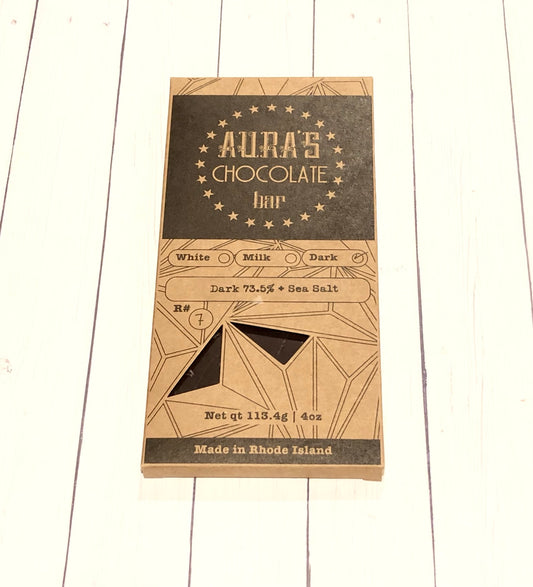 AURA'S
CHOCOLATE
bar
White Milk Dark
Dark 73.5% + Sea Salt
R#
7
Net qt 113.4g | 4oz
Made in Rhode Island